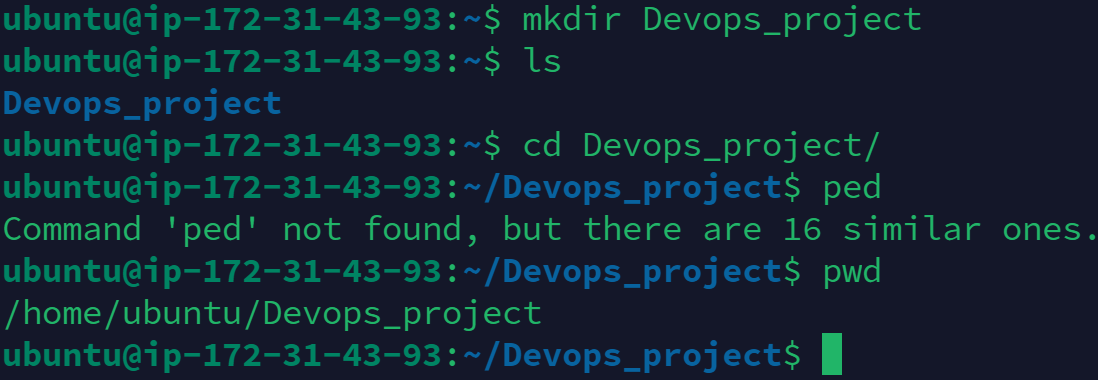 ubuntu@ip-172-31-43-93:~$ mkdir Devops_project
ubuntu@ip-172-31-43-93:~$ ls
Devops_project
ubuntu@ip-172-31-43-93:~$ cd Devops_project/
ubuntu@ip-172-31-43-93:~/Devops_project$ ped
Command 'ped' not found, but there are 16 similar ones.
ubuntu@ip-172-31-43-93:~/Devops_project$ pwd
/home/ubuntu/Devops_project
ubuntu@ip-172-31-43-93:~/Devops_project$